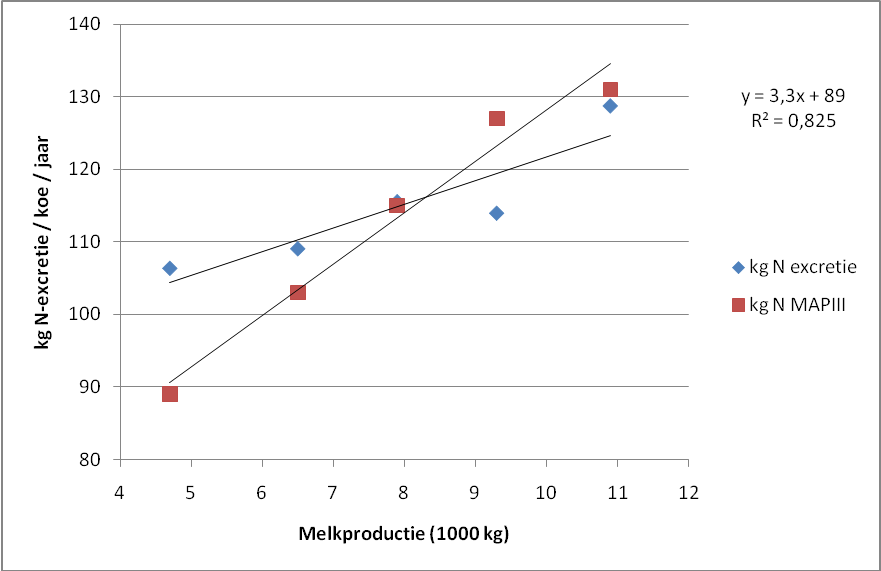 140
130
120
110
100
90
80
kg N-excretie / koe / jaar
4 5 6 7 8 9 10 11 12
Melkproductie (1000 kg)
y = 3,3x + 89
R² = 0,825
kg N excretie
kg N MAPIII